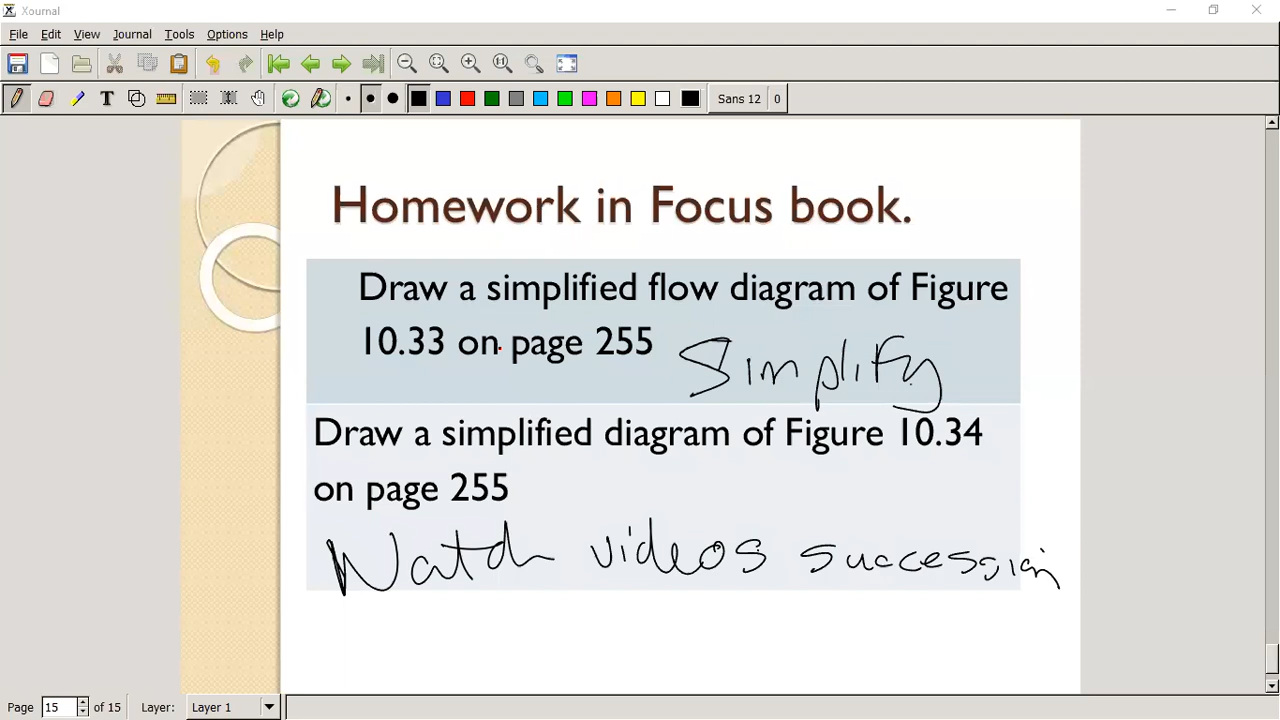 Xournal
File Edit View Journal Tools Options Help
Sans 12 0
Homework in Focus book.
Draw a simplified flow diagram of Figure
10.33 on page 255
Simplify
Draw a simplified diagram of Figure 10.34
on page 255
Watch videos succession
Page 15 of 15 Layer: Layer 1